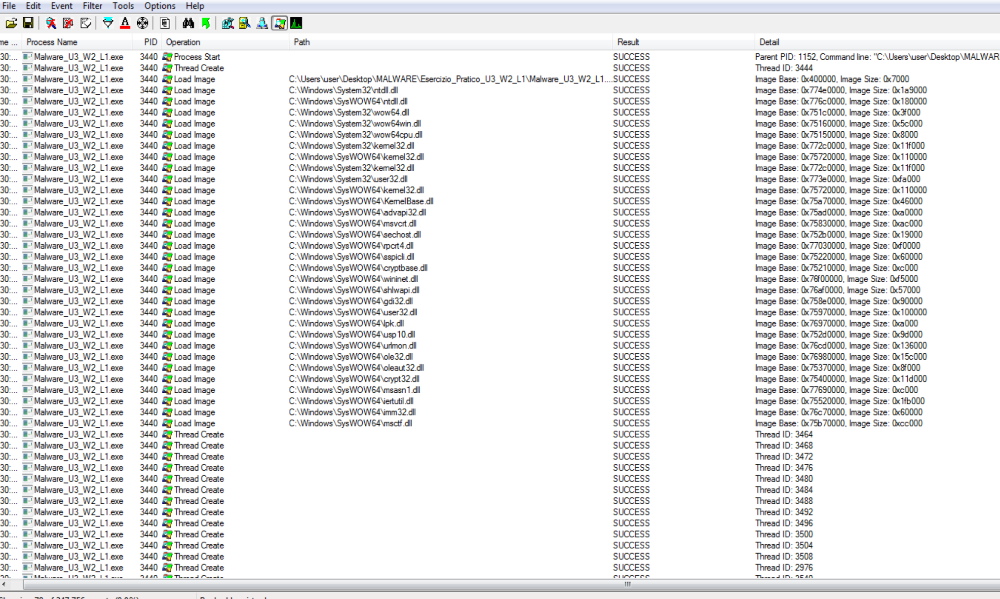 File Edit Event Filter Tools Options Help
me ... Process Name PID Operation Path Result Detail
30:... Malware_U3_W2_L1.exe 3440 Process Start SUCCESS Parent PID: 1152, Command line: "C:\Users\user\Desktop\MALWAR
30:... Malware_U3_W2_L1.exe 3440 Thread Create SUCCESS Thread ID: 3444
30:... Malware_U3_W2_L1.exe 3440 Load Image C:\Users\user\Desktop\MALWARE\Esercizio_Pratico_U3_W2_L1\Malware_U3_W2_L1.... SUCCESS Image Base: 0x400000, Image Size: 0x7000
30:... Malware_U3_W2_L1.exe 3440 Load Image C:\Windows\System32\ntdll.dll SUCCESS Image Base: 0x774e0000, Image Size: 0x1a9000
30:... Malware_U3_W2_L1.exe 3440 Load Image C:\Windows\SysWOW64\ntdll.dll SUCCESS Image Base: 0x776c0000, Image Size: 0x180000
30:... Malware_U3_W2_L1.exe 3440 Load Image C:\Windows\System32\wow64.dll SUCCESS Image Base: 0x751c0000, Image Size: 0x3f000
30:... Malware_U3_W2_L1.exe 3440 Load Image C:\Windows\System32\wow64win.dll SUCCESS Image Base: 0x75160000, Image Size: 0x5c000
30:... Malware_U3_W2_L1.exe 3440 Load Image C:\Windows\System32\wow64cpu.dll SUCCESS Image Base: 0x75150000, Image Size: 0x8000
30:... Malware_U3_W2_L1.exe 3440 Load Image C:\Windows\System32\kernel32.dll SUCCESS Image Base: 0x772c0000, Image Size: 0x11f000
30:... Malware_U3_W2_L1.exe 3440 Load Image C:\Windows\SysWOW64\kernel32.dll SUCCESS Image Base: 0x75720000, Image Size: 0x110000
30:... Malware_U3_W2_L1.exe 3440 Load Image C:\Windows\System32\kernel32.dll SUCCESS Image Base: 0x772c0000, Image Size: 0x11f000
30:... Malware_U3_W2_L1.exe 3440 Load Image C:\Windows\System32\user32.dll SUCCESS Image Base: 0x773e0000, Image Size: 0xfa000
30:... Malware_U3_W2_L1.exe 3440 Load Image C:\Windows\SysWOW64\kernel32.dll SUCCESS Image Base: 0x75720000, Image Size: 0x110000
30:... Malware_U3_W2_L1.exe 3440 Load Image C:\Windows\SysWOW64\KernelBase.dll SUCCESS Image Base: 0x75a70000, Image Size: 0x46000
30:... Malware_U3_W2_L1.exe 3440 Load Image C:\Windows\SysWOW64\advapi32.dll SUCCESS Image Base: 0x75ad0000, Image Size: 0xa0000
30:... Malware_U3_W2_L1.exe 3440 Load Image C:\Windows\SysWOW64\msvcrt.dll SUCCESS Image Base: 0x75830000, Image Size: 0xac000
30:... Malware_U3_W2_L1.exe 3440 Load Image C:\Windows\SysWOW64\sechost.dll SUCCESS Image Base: 0x752b0000, Image Size: 0x19000
30:... Malware_U3_W2_L1.exe 3440 Load Image C:\Windows\SysWOW64\rpcrt4.dll SUCCESS Image Base: 0x77030000, Image Size: 0xf0000
30:... Malware_U3_W2_L1.exe 3440 Load Image C:\Windows\SysWOW64\sspicli.dll SUCCESS Image Base: 0x75220000, Image Size: 0x60000
30:... Malware_U3_W2_L1.exe 3440 Load Image C:\Windows\SysWOW64\cryptbase.dll SUCCESS Image Base: 0x75210000, Image Size: 0xc000
30:... Malware_U3_W2_L1.exe 3440 Load Image C:\Windows\SysWOW64\wininet.dll SUCCESS Image Base: 0x76f00000, Image Size: 0xf5000
30:... Malware_U3_W2_L1.exe 3440 Load Image C:\Windows\SysWOW64\shlwapi.dll SUCCESS Image Base: 0x76af0000, Image Size: 0x57000
30:... Malware_U3_W2_L1.exe 3440 Load Image C:\Windows\SysWOW64\gdi32.dll SUCCESS Image Base: 0x758e0000, Image Size: 0x90000
30:... Malware_U3_W2_L1.exe 3440 Load Image C:\Windows\SysWOW64\user32.dll SUCCESS Image Base: 0x75970000, Image Size: 0x100000
30:... Malware_U3_W2_L1.exe 3440 Load Image C:\Windows\SysWOW64\lpk.dll SUCCESS Image Base: 0x76970000, Image Size: 0xa000
30:... Malware_U3_W2_L1.exe 3440 Load Image C:\Windows\SysWOW64\usp10.dll SUCCESS Image Base: 0x752d0000, Image Size: 0x9d000
30:... Malware_U3_W2_L1.exe 3440 Load Image C:\Windows\SysWOW64\urlmon.dll SUCCESS Image Base: 0x76cd0000, Image Size: 0x136000
30:... Malware_U3_W2_L1.exe 3440 Load Image C:\Windows\SysWOW64\ole32.dll SUCCESS Image Base: 0x76980000, Image Size: 0x15c000
30:... Malware_U3_W2_L1.exe 3440 Load Image C:\Windows\SysWOW64\oleaut32.dll SUCCESS Image Base: 0x75370000, Image Size: 0x8f000
30:... Malware_U3_W2_L1.exe 3440 Load Image C:\Windows\SysWOW64\crypt32.dll SUCCESS Image Base: 0x75400000, Image Size: 0x11d000
30:... Malware_U3_W2_L1.exe 3440 Load Image C:\Windows\SysWOW64\msasn1.dll SUCCESS Image Base: 0x77690000, Image Size: 0xc000
30:... Malware_U3_W2_L1.exe 3440 Load Image C:\Windows\SysWOW64\iertutil.dll SUCCESS Image Base: 0x75520000, Image Size: 0x1fb000
30:... Malware_U3_W2_L1.exe 3440 Load Image C:\Windows\SysWOW64\imm32.dll SUCCESS Image Base: 0x76c70000, Image Size: 0x60000
30:... Malware_U3_W2_L1.exe 3440 Load Image C:\Windows\SysWOW64\msctf.dll SUCCESS Image Base: 0x75b70000, Image Size: 0xcc000
30:... Malware_U3_W2_L1.exe 3440 Thread Create SUCCESS Thread ID: 3464
30:... Malware_U3_W2_L1.exe 3440 Thread Create SUCCESS Thread ID: 3468
30:... Malware_U3_W2_L1.exe 3440 Thread Create SUCCESS Thread ID: 3472
30:... Malware_U3_W2_L1.exe 3440 Thread Create SUCCESS Thread ID: 3476
30:... Malware_U3_W2_L1.exe 3440 Thread Create SUCCESS Thread ID: 3480
30:... Malware_U3_W2_L1.exe 3440 Thread Create SUCCESS Thread ID: 3484
30:... Malware_U3_W2_L1.exe 3440 Thread Create SUCCESS Thread ID: 3488
30:... Malware_U3_W2_L1.exe 3440 Thread Create SUCCESS Thread ID: 3492
30:... Malware_U3_W2_L1.exe 3440 Thread Create SUCCESS Thread ID: 3496
30:... Malware_U3_W2_L1.exe 3440 Thread Create SUCCESS Thread ID: 3500
30:... Malware_U3_W2_L1.exe 3440 Thread Create SUCCESS Thread ID: 3504
30:... Malware_U3_W2_L1.exe 3440 Thread Create SUCCESS Thread ID: 3508
30:... Malware_U3_W2_L1.exe 3440 Thread Create SUCCESS Thread ID: 2976